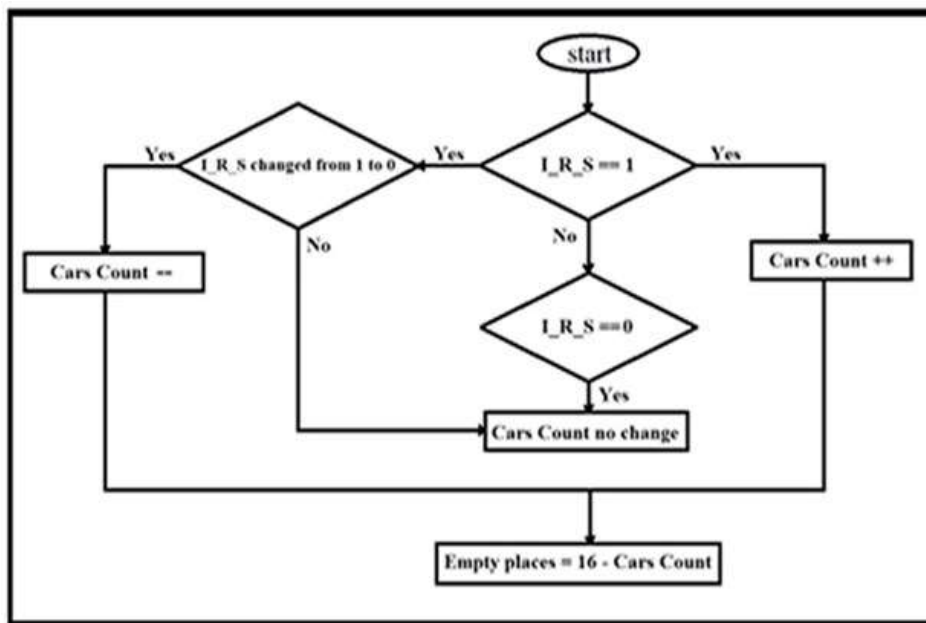 start
I_R_S == 1
Yes
Yes
No
I_R_S changed from 1 to 0
Yes
No
Cars Count --
Cars Count ++
I_R_S == 0
Yes
Cars Count no change
Empty places = 16 - Cars Count